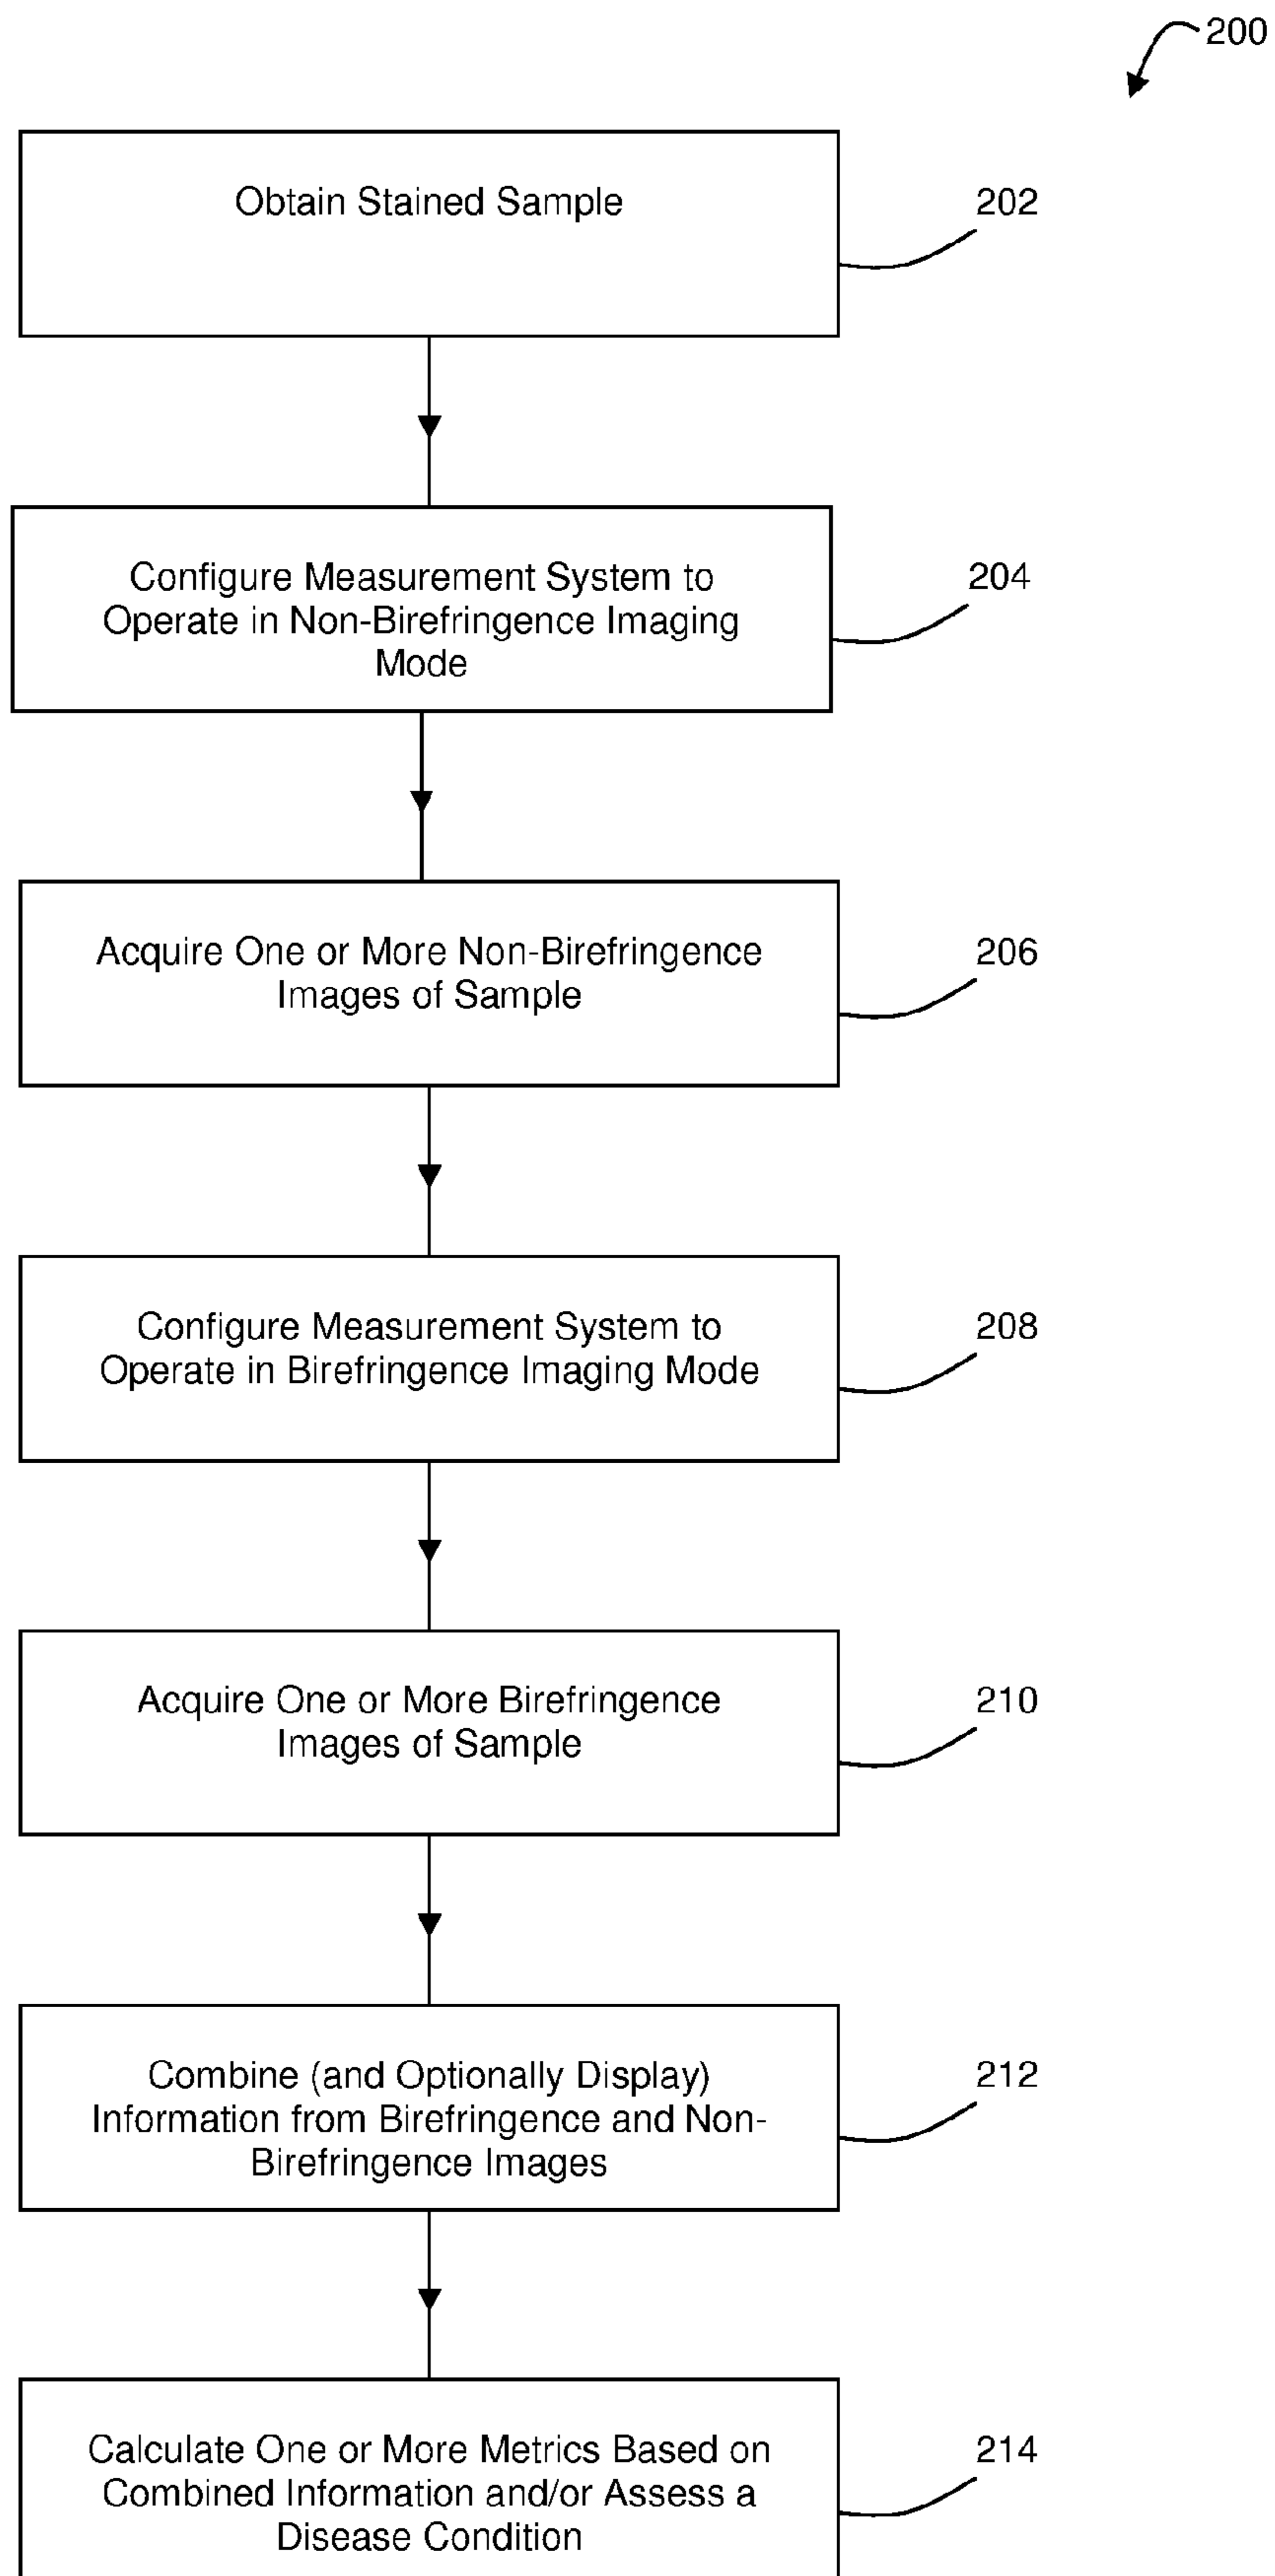 200
Obtain Stained Sample
202
Configure Measurement System to
Operate in Non-Birefringence Imaging
Mode
204
Acquire One or More Non-Birefringence
Images of Sample
206
Configure Measurement System to
Operate in Birefringence Imaging Mode
208
Acquire One or More Birefringence
Images of Sample
210
Combine (and Optionally Display)
Information from Birefringence and Non-
Birefringence Images
212
Calculate One or More Metrics Based on
Combined Information and/or Assess a
Disease Condition
214